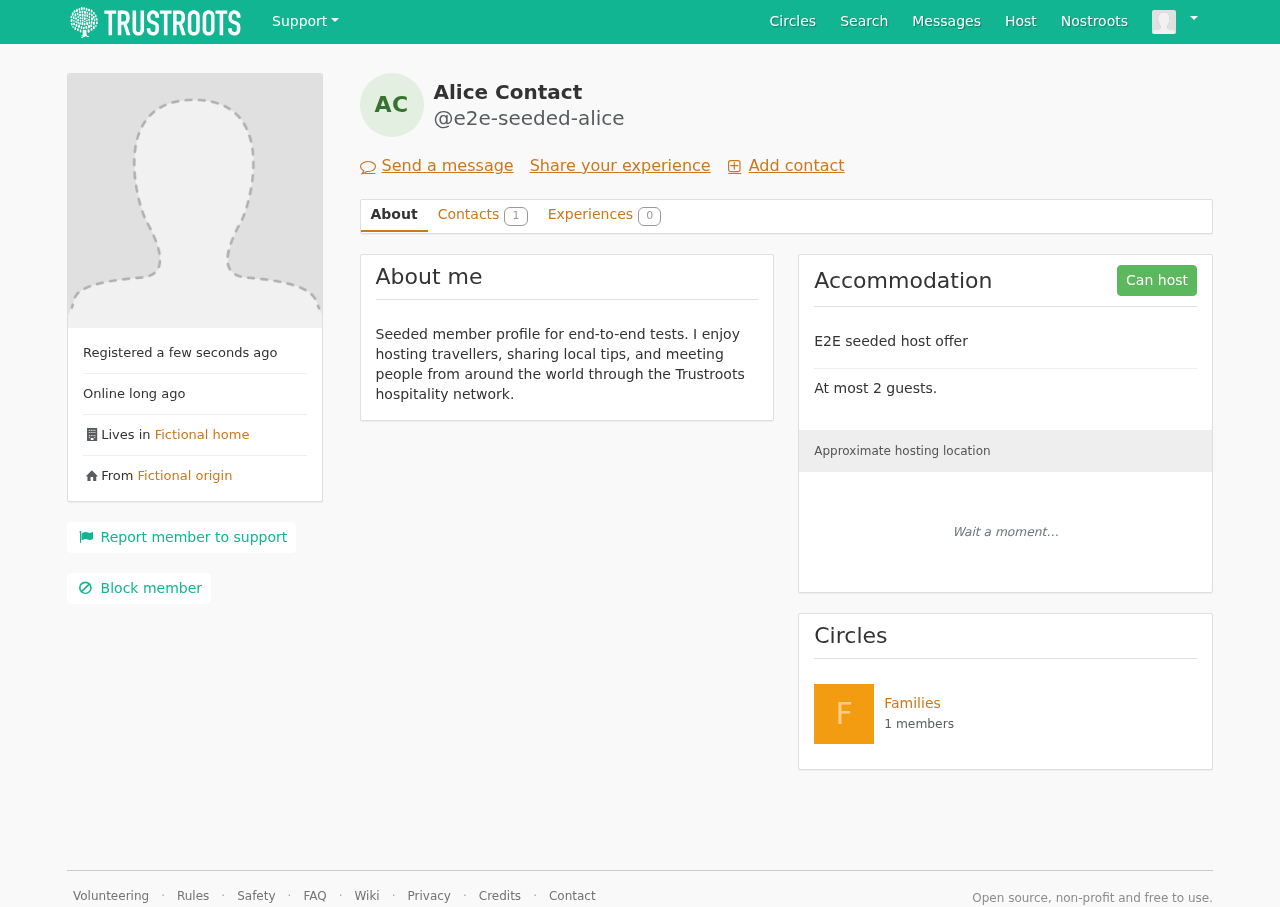 TRUSTROOTS
Support
Circles
Search
Messages
Host
Nostroots
AC
Alice Contact
@e2e-seeded-alice
Send a message
Share your experience
Add contact
About
Contacts 1
Experiences 0
Registered a few seconds ago
Online long ago
Lives in Fictional home
From Fictional origin
Report member to support
Block member
About me
Seeded member profile for end-to-end tests. I enjoy
hosting travellers, sharing local tips, and meeting
people from around the world through the Trustroots
hospitality network.
Accommodation
Can host
E2E seeded host offer
At most 2 guests.
Approximate hosting location
Wait a moment...
Circles
F
Families
1 members
Volunteering · Rules · Safety · FAQ · Wiki · Privacy · Credits · Contact
Open source, non-profit and free to use.